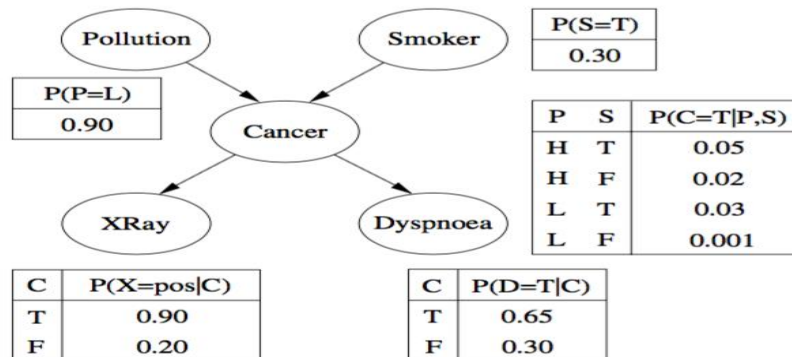 Pollution
Smoker
P(S=T)
0.30
P(P=L)
0.90
Cancer
P S P(C=T|P,S)
H T 0.05
H F 0.02
L T 0.03
L F 0.001
XRay
Dyspnoea
C P(X=pos|C)
T 0.90
F 0.20
C P(D=T|C)
T 0.65
F 0.30